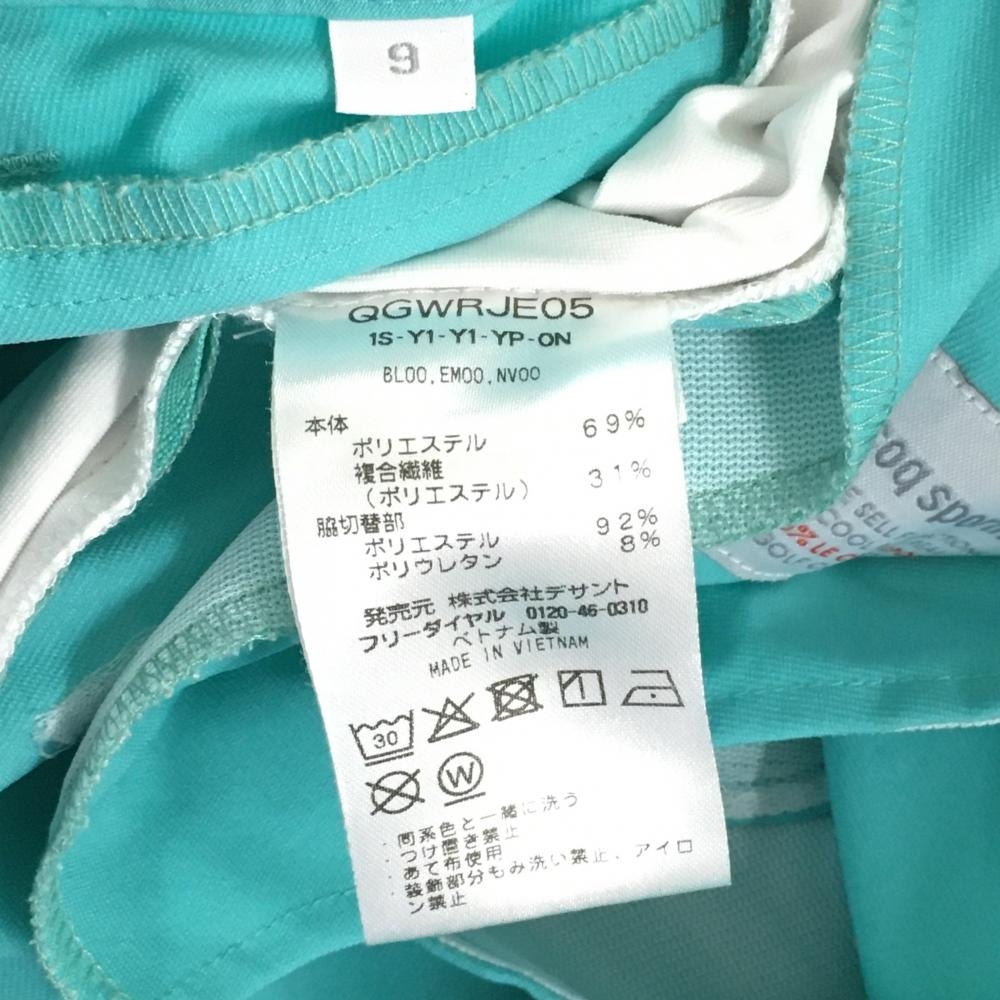 9
QGWRJE05
1S-Y1-Y1-YP-ON
BL00,EM00,NV00
本体
ポリエステル 69%
複合繊維
(ポリエステル) 31%
脇切替部
ポリエステル 92%
ポリウレタン 8%
発売元 株式会社デサント
フリーダイヤル 0120-46-0310
ベトナム製
MADE IN VIETNAM
30
W
・同系色と一緒に洗う
・つけ置き禁止
・あて布使用
・装飾部分もみ洗い禁止、アイロ
ン禁止
coq
SELL
COOL
LE
GOLF